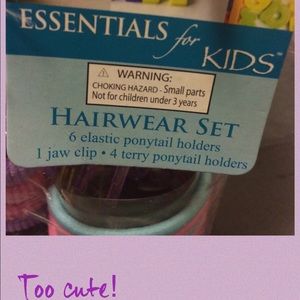 ESSENTIALS for
KIDS™
⚠ WARNING:
CHOKING HAZARD - Small parts
Not for children under 3 years
HAIRWEAR SET
6 elastic ponytail holders
1 jaw clip • 4 terry ponytail holders
Too cute!